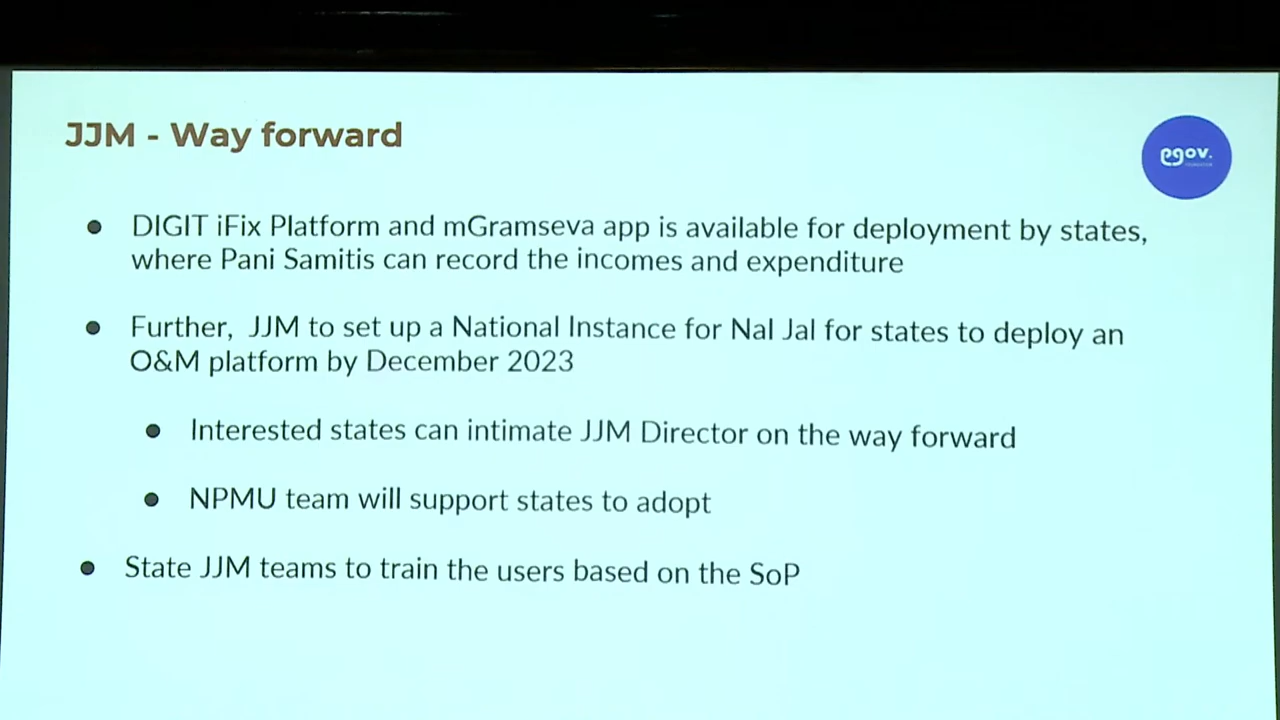 JJM - Way forward
egov.
● DIGIT iFix Platform and mGramseva app is available for deployment by states,
where Pani Samitis can record the incomes and expenditure
● Further, JJM to set up a National Instance for Nal Jal for states to deploy an
O&M platform by December 2023
● Interested states can intimate JJM Director on the way forward
● NPMU team will support states to adopt
● State JJM teams to train the users based on the SoP